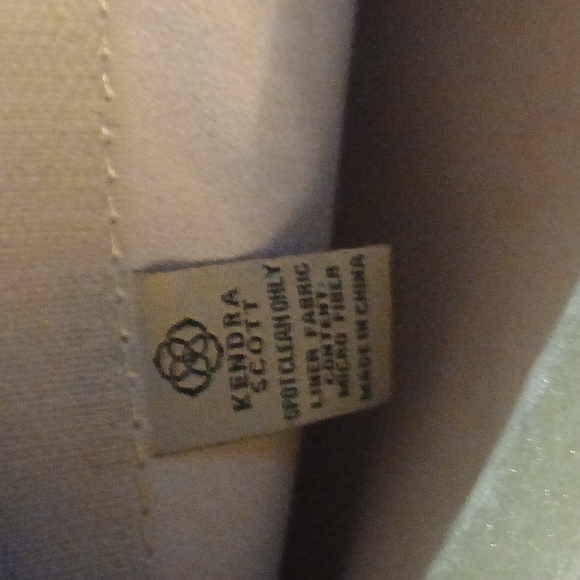 KENDRA
SCOTT
SPOT CLEAN ONLY
LINER FABRIC
CONTENT:
MICRO FIBER
MADE IN CHINA